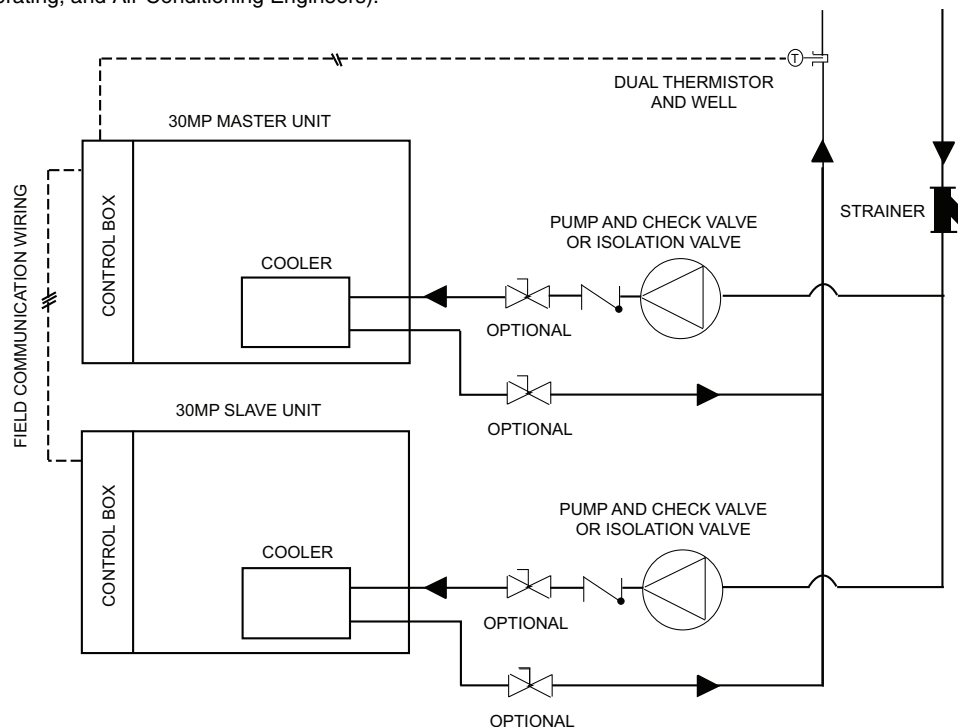 and Air-Conditioning Engineers).
T
DUAL THERMISTOR
AND WELL
30MP MASTER UNIT
FIELD COMMUNICATION WIRING
CONTROL BOX
COOLER
PUMP AND CHECK VALVE
OR ISOLATION VALVE
STRAINER
OPTIONAL
OPTIONAL
30MP SLAVE UNIT
CONTROL BOX
COOLER
PUMP AND CHECK VALVE
OR ISOLATION VALVE
OPTIONAL
OPTIONAL